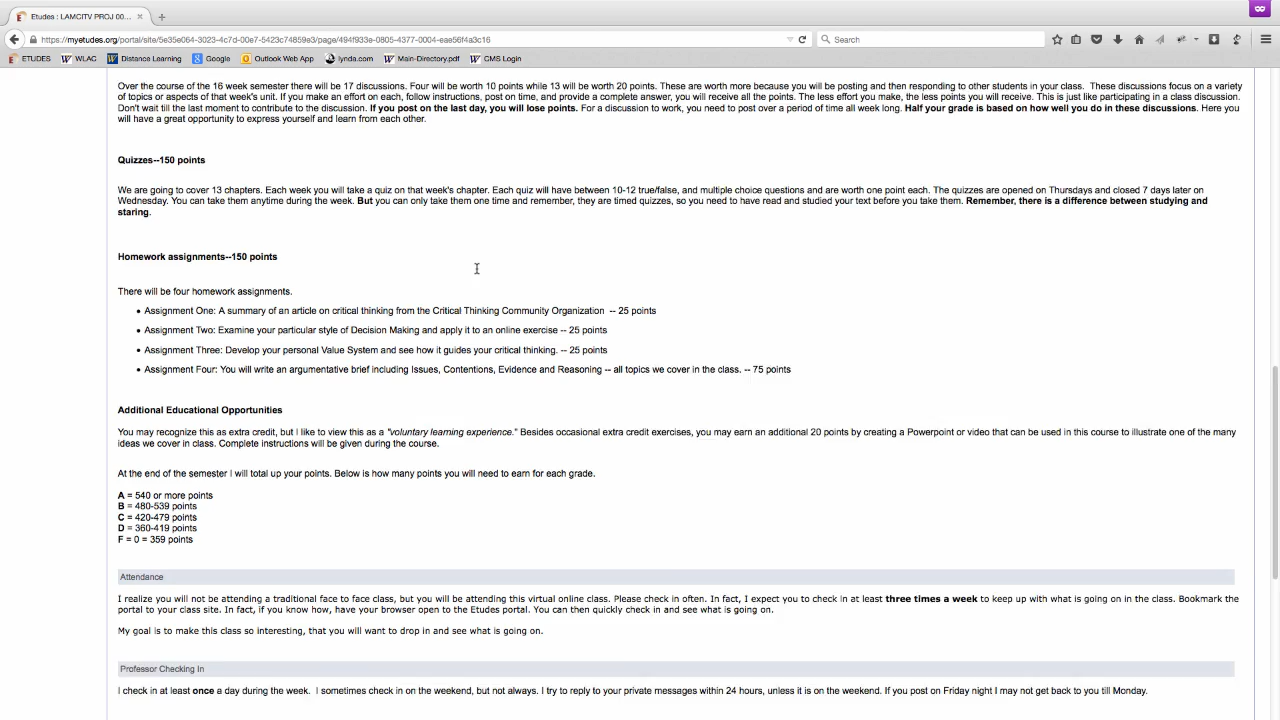 Etudes : LAMCITV PROJ 00...
https://myetudes.org/portal/site/5e35e064-3023-4c7d-00e7-5423c74859e3/page/494f933e-0805-4377-0004-eae56f4a3c16
Search
ETUDES WLAC Distance Learning Google Outlook Web App lynda.com Main-Directory.pdf CMS Login
Over the course of the 16 week semester there will be 17 discussions. Four will be worth 10 points while 13 will be worth 20 points. These are worth more because you will be posting and then responding to other students in your class. These discussions focus on a variety
of topics or aspects of that week's unit. If you make an effort on each, follow instructions, post on time, and provide a complete answer, you will receive all the points. The less effort you make, the less points you will receive. This is just like participating in a class discussion.
Don't wait till the last moment to contribute to the discussion. If you post on the last day, you will lose points. For a discussion to work, you need to post over a period of time all week long. Half your grade is based on how well you do in these discussions. Here you
will have a great opportunity to express yourself and learn from each other.
Quizzes--150 points
We are going to cover 13 chapters. Each week you will take a quiz on that week's chapter. Each quiz will have between 10-12 true/false, and multiple choice questions and are worth one point each. The quizzes are opened on Thursdays and closed 7 days later on
Wednesday. You can take them anytime during the week. But you can only take them one time and remember, they are timed quizzes, so you need to have read and studied your text before you take them. Remember, there is a difference between studying and
staring.
Homework assignments--150 points
There will be four homework assignments.
• Assignment One: A summary of an article on critical thinking from the Critical Thinking Community Organization -- 25 points
• Assignment Two: Examine your particular style of Decision Making and apply it to an online exercise -- 25 points
• Assignment Three: Develop your personal Value System and see how it guides your critical thinking. -- 25 points
• Assignment Four: You will write an argumentative brief including Issues, Contentions, Evidence and Reasoning -- all topics we cover in the class. -- 75 points
Additional Educational Opportunities
You may recognize this as extra credit, but I like to view this as a "voluntary learning experience." Besides occasional extra credit exercises, you may earn an additional 20 points by creating a Powerpoint or video that can be used in this course to illustrate one of the many
ideas we cover in class. Complete instructions will be given during the course.
At the end of the semester I will total up your points. Below is how many points you will need to earn for each grade.
A = 540 or more points
B = 480-539 points
C = 420-479 points
D = 360-419 points
F = 0 = 359 points
Attendance
I realize you will not be attending a traditional face to face class, but you will be attending this virtual online class. Please check in often. In fact, I expect you to check in at least three times a week to keep up with what is going on in the class. Bookmark the
portal to your class site. In fact, if you know how, have your browser open to the Etudes portal. You can then quickly check in and see what is going on.
My goal is to make this class so interesting, that you will want to drop in and see what is going on.
Professor Checking In
I check in at least once a day during the week. I sometimes check in on the weekend, but not always. I try to reply to your private messages within 24 hours, unless it is on the weekend. If you post on Friday night I may not get back to you till Monday.